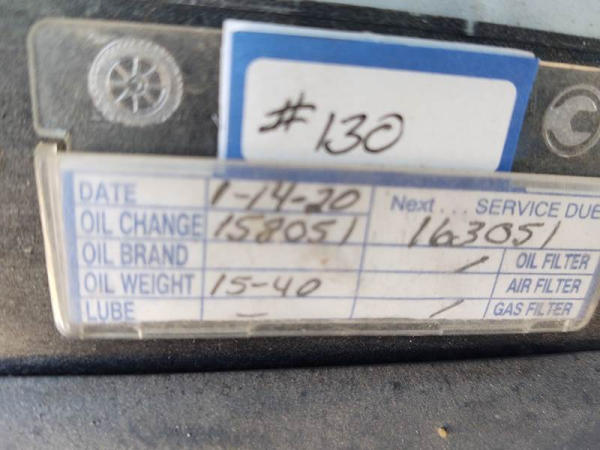 #130
DATE 1-14-20 Next... SERVICE DUE
OIL CHANGE 158051 163051
OIL BRAND / OIL FILTER
OIL WEIGHT 15-40 AIR FILTER
LUBE - / GAS FILTER